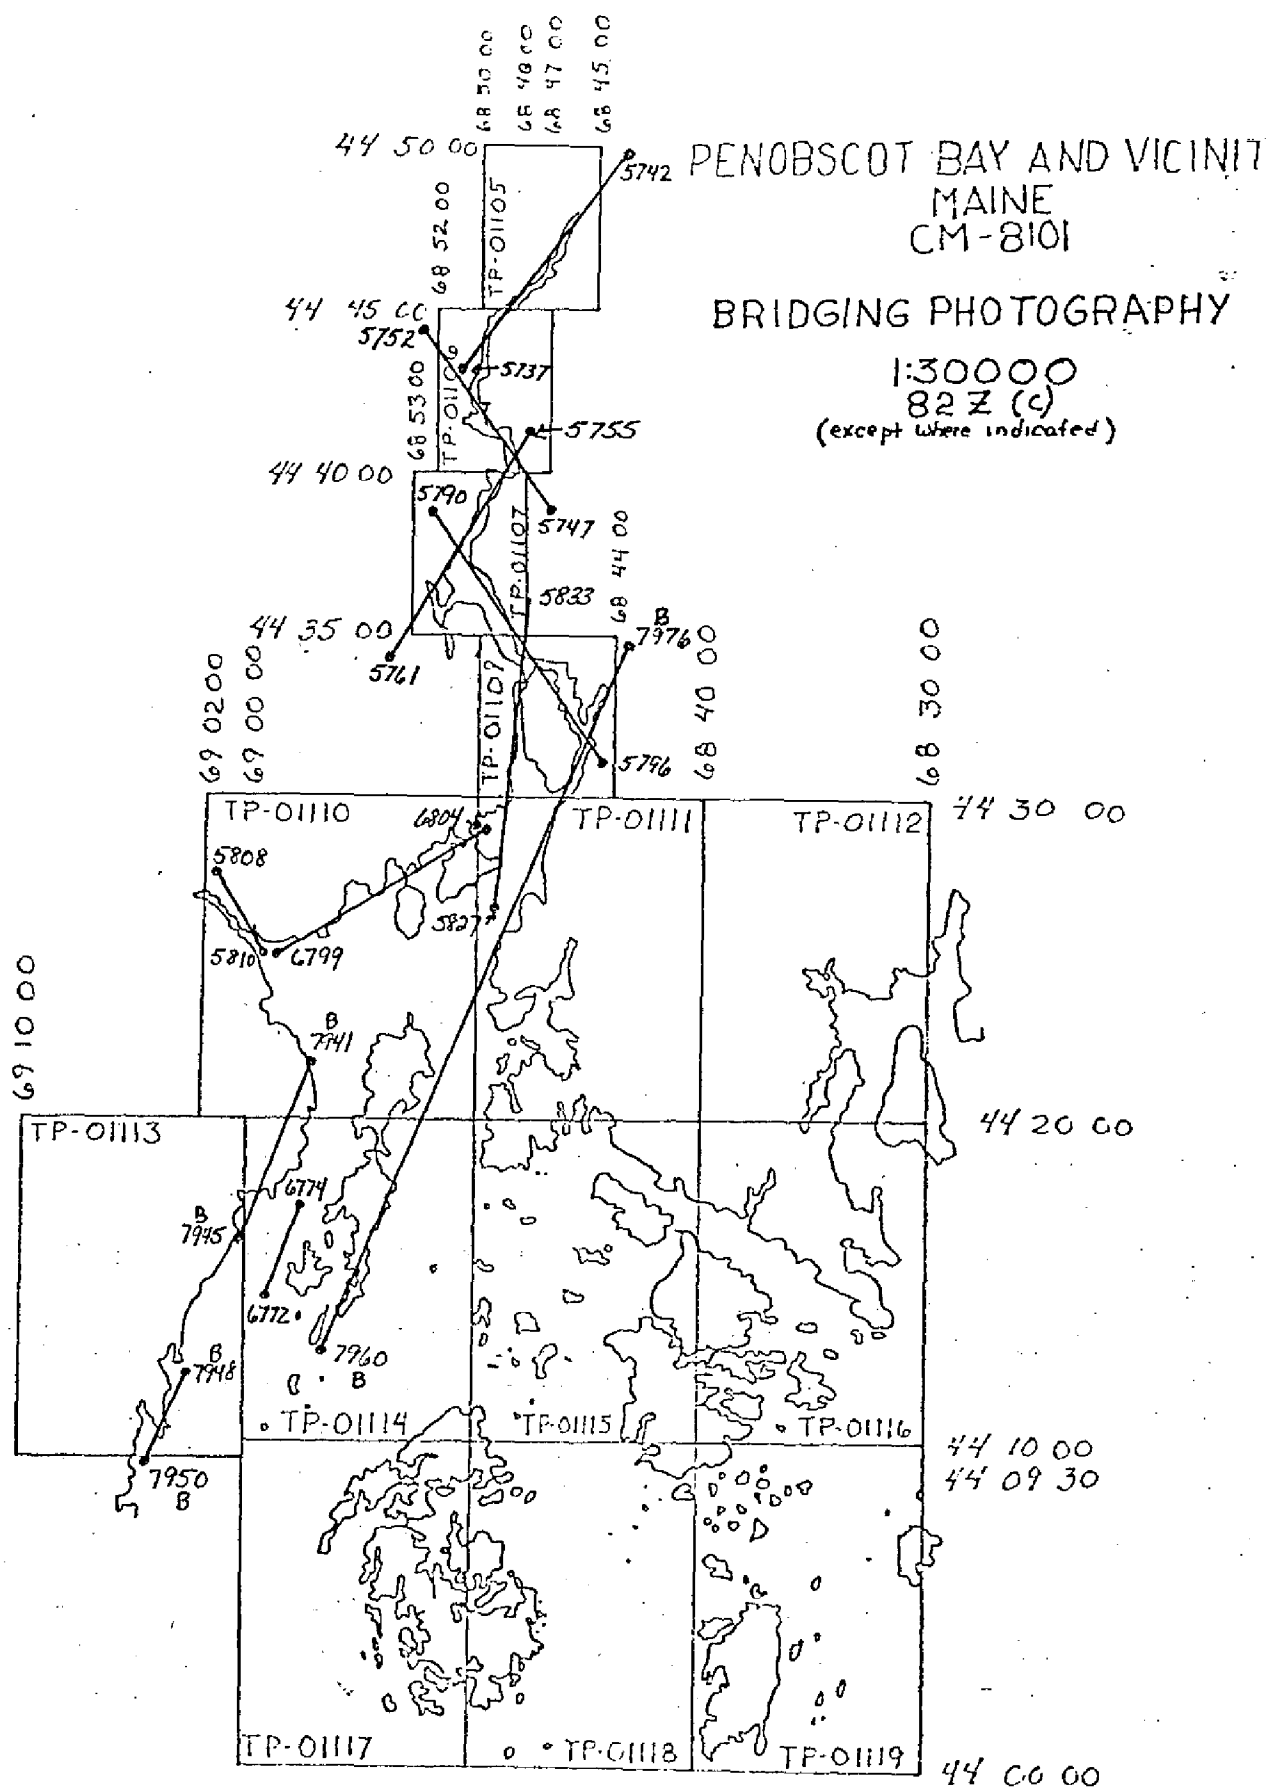 68 50 00
68 48 00
68 47 00
68 45 00
44 50 00
5742
PENOBSCOT BAY AND VICINIT
MAINE
CM-8101
TP-01105
68 52 00
44 45 CC
5752
BRIDGING PHOTOGRAPHY
1:30000
82 Z (C)
(except where indicated)
5737
68 53 00
TP-01106
5755
44 40 00
5790
5747
TP-01107
68 44 00
5833
44 35 00
B
7976
5761
69 02 00
69 00 00
TP-01107
68 40 00
68 30 00
5796
TP-01110
6804
TP-01111
TP-01112
44 30 00
5808
5827
5810
6799
69 10 00
B
7941
TP-01113
44 20 00
6774
B
7945
6772
7960
B
B
7948
TP-01114
TP-01115
TP-01116
44 10 00
44 09 30
7950
B
TP-01117
TP-01118
TP-01119
44 00 00